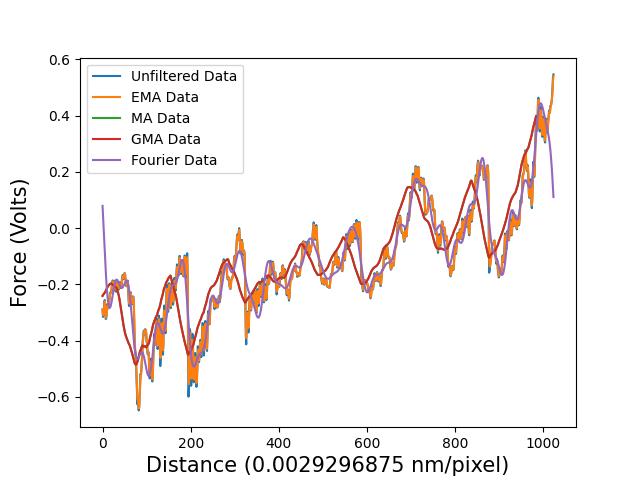 0.6
0.4
0.2
0.0
−0.2
−0.4
−0.6
Force (Volts)
Unfiltered Data
EMA Data
MA Data
GMA Data
Fourier Data
0 200 400 600 800 1000
Distance (0.0029296875 nm/pixel)